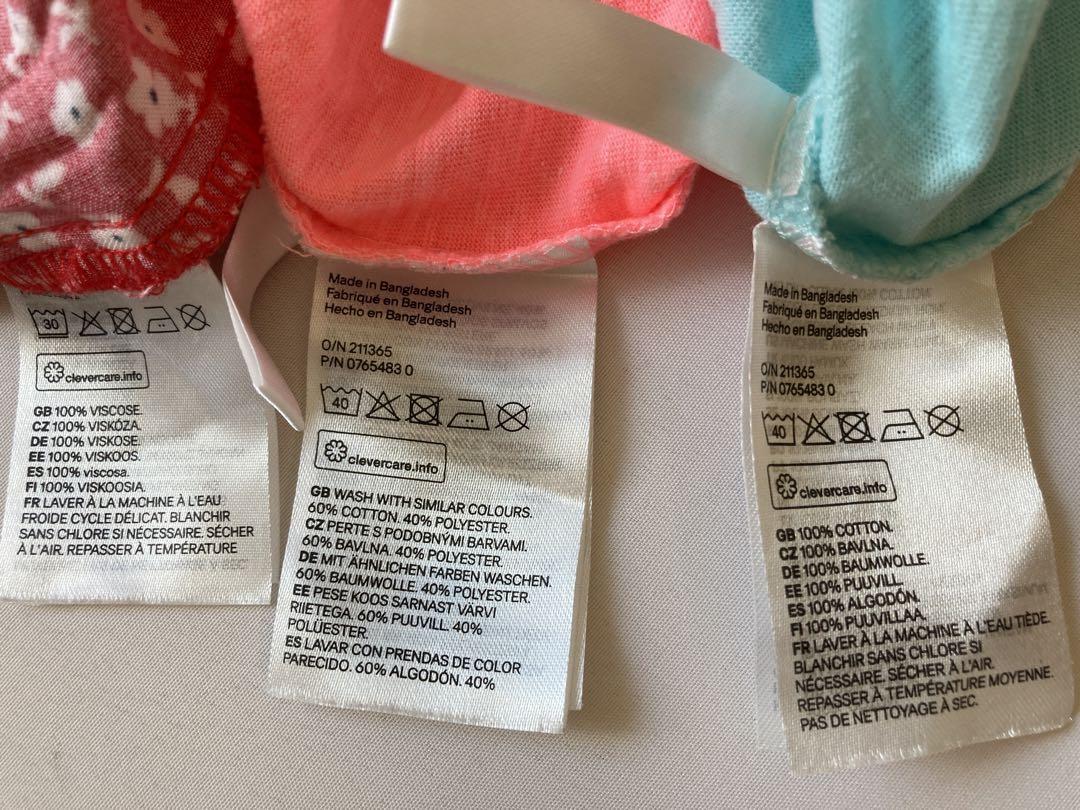 30
clevercare.info
GB 100% VISCOSE.
CZ 100% VISKÓZA.
DE 100% VISKOSE.
EE 100% VISKOOS.
ES 100% viscosa.
FI 100% VISKOOSIA.
FR LAVER À LA MACHINE À L'EAU
FROIDE CYCLE DÉLICAT. BLANCHIR
SANS CHLORE SI NÉCESSAIRE. SÉCHER
À L'AIR. REPASSER À TEMPÉRATURE
Made in Bangladesh
Fabriqué en Bangladesh
Hecho en Bangladesh
O/N 211365
P/N 0765483 0
40
clevercare.info
GB WASH WITH SIMILAR COLOURS.
60% COTTON. 40% POLYESTER.
CZ PERTE S PODOBNÝMI BARVAMI.
60% BAVLNA. 40% POLYESTER.
DE MIT ÄHNLICHEN FARBEN WASCHEN.
60% BAUMWOLLE. 40% POLYESTER.
EE PESE KOOS SARNAST VÄRVI
RIIETEGA. 60% PUUVILL. 40%
POLÜESTER.
ES LAVAR CON PRENDAS DE COLOR
PARECIDO. 60% ALGODÓN. 40%
Made in Bangladesh
Fabriqué en Bangladesh
Hecho en Bangladesh
O/N 211365
P/N 0765483 0
40
clevercare.info
GB 100% COTTON.
CZ 100% BAVLNA.
DE 100% BAUMWOLLE.
EE 100% PUUVILL.
ES 100% ALGODÓN.
FI 100% PUUVILLAA.
FR LAVER À LA MACHINE À L'EAU TIÈDE.
BLANCHIR SANS CHLORE SI
NÉCESSAIRE. SÉCHER À L'AIR.
REPASSER À TEMPÉRATURE MOYENNE.
PAS DE NETTOYAGE À SEC.